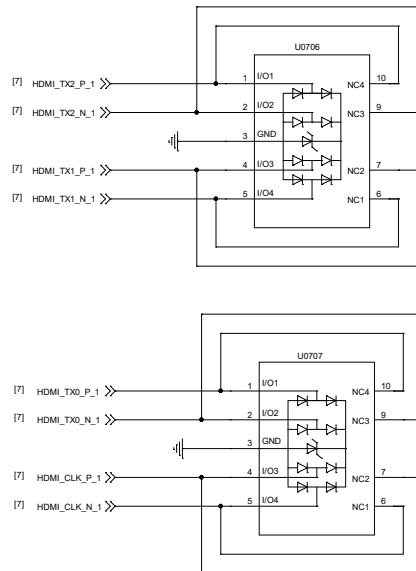 U0706
[7] HDMI_TX2_P_1 1 I/O1 NC4 10
[7] HDMI_TX2_N_1 2 I/O2 NC3 9
3 GND
[7] HDMI_TX1_P_1 4 I/O3 NC2 7
[7] HDMI_TX1_N_1 5 I/O4 NC1 6
U0707
[7] HDMI_TX0_P_1 1 I/O1 NC4 10
[7] HDMI_TX0_N_1 2 I/O2 NC3 9
3 GND
[7] HDMI_CLK_P_1 4 I/O3 NC2 7
[7] HDMI_CLK_N_1 5 I/O4 NC1 6